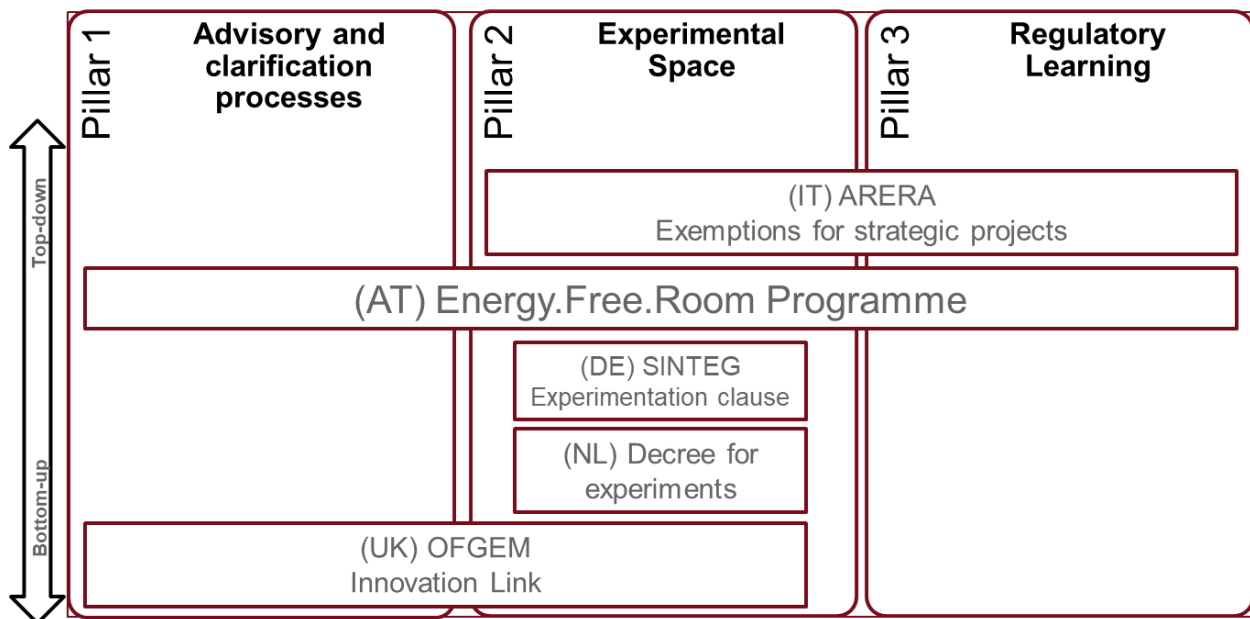 Pillar 1
Advisory and
clarification
processes
Pillar 2
Experimental
Space
Pillar 3
Regulatory
Learning
Top-down
Bottom-up
(IT) ARERA
Exemptions for strategic projects
(AT) Energy.Free.Room Programme
(DE) SINTEG
Experimentation clause
(NL) Decree for
experiments
(UK) OFGEM
Innovation Link